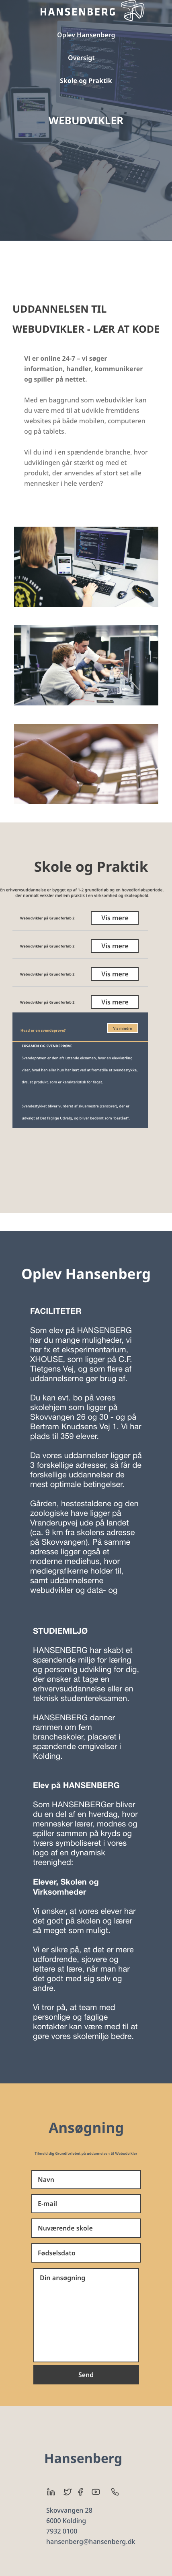 HANSENBERG
Oplev Hansenberg
Oversigt
Skole og Praktik
WEBUDVIKLER
UDDANNELSEN TIL
WEBUDVIKLER - LÆR AT KODE
Vi er online 24-7 – vi søger
information, handler, kommunikerer
og spiller på nettet.
Med en baggrund som webudvikler kan
du være med til at udvikle fremtidens
websites på både mobilen, computeren
og på tablets.
Vil du ind i en spændende branche, hvor
udviklingen går stærkt og med et
produkt, der anvendes af stort set alle
mennesker i hele verden?
Skole og Praktik
En erhvervsuddannelse er bygget op af 1-2 grundforløb og en hovedforløbsperiode,
der normalt veksler mellem praktik i en virksomhed og skoleophold.
Webudvikler på Grundforløb-2
Vis mere
Webudvikler på Grundforløb-2
Vis mere
Webudvikler på Grundforløb-2
Vis mere
Webudvikler på Grundforløb-2
Vis mere
Hvad er en svendeprøve?
Vis mindre
EKSAMEN OG SVENDEPRØVE
Svendeprøven er den afsluttende eksamen, hvor en elev/lærling
viser, hvad han eller hun har lært ved at fremstille et svendestykke,
dvs. et produkt, som er karakteristisk for faget.
Svendestykket bliver vurderet af skuemestre (censorer), der er
udvalgt af Det faglige Udvalg, og bliver bedømt som "bestået".
Oplev Hansenberg
FACILITETER
Som elev på HANSENBERG
har du mange muligheder, vi
har fx et eksperimentarium,
XHOUSE, som ligger på C.F.
Tietgens Vej, og som flere af
uddannelserne gør brug af.
Du kan evt. bo på vores
skolehjem som ligger på
Skovvangen 26 og 30 - og på
Bertram Knudsens Vej 1. Vi har
plads til 359 elever.
Da vores uddannelser ligger på
3 forskellige adresser, så får de
forskellige uddannelser de
mest optimale betingelser.
Gården, hestestaldene og den
zoologiske have ligger på
Vranderupvej ude på landet
(ca. 9 km fra skolens adresse
på Skovvangen). På samme
adresse ligger også et
moderne mediehus, hvor
mediegrafikerne holder til,
samt uddannelserne
webudvikler og data- og
STUDIEMILJØ
HANSENBERG har skabt et
spændende miljø for læring
og personlig udvikling for dig,
der ønsker at tage en
erhvervsuddannelse eller en
teknisk studentereksamen.
HANSENBERG danner
rammen om fem
brancheskoler, placeret i
spændende omgivelser i
Kolding.
Elev på HANSENBERG
Som HANSENBERGer bliver
du en del af en hverdag, hvor
mennesker lærer, modnes og
spiller sammen på kryds og
tværs symboliseret i vores
logo af en dynamisk
treenighed:
Elever, Skolen og
Virksomheder
Vi ønsker, at vores elever har
det godt på skolen og lærer
så meget som muligt.
Vi er sikre på, at det er mere
udfordrende, sjovere og
lettere at lære, når man har
det godt med sig selv og
andre.
Vi tror på, at team med
personlige og faglige
kontakter kan være med til at
gøre vores skolemiljø bedre.
Ansøgning
Tilmeld dig Grundforløbet på uddannelsen til Webudvikler
Navn
E-mail
Nuværende skole
Fødselsdato
Din ansøgning
Send
Hansenberg
Skovvangen 28
6000 Kolding
7932 0100
hansenberg@hansenberg.dk